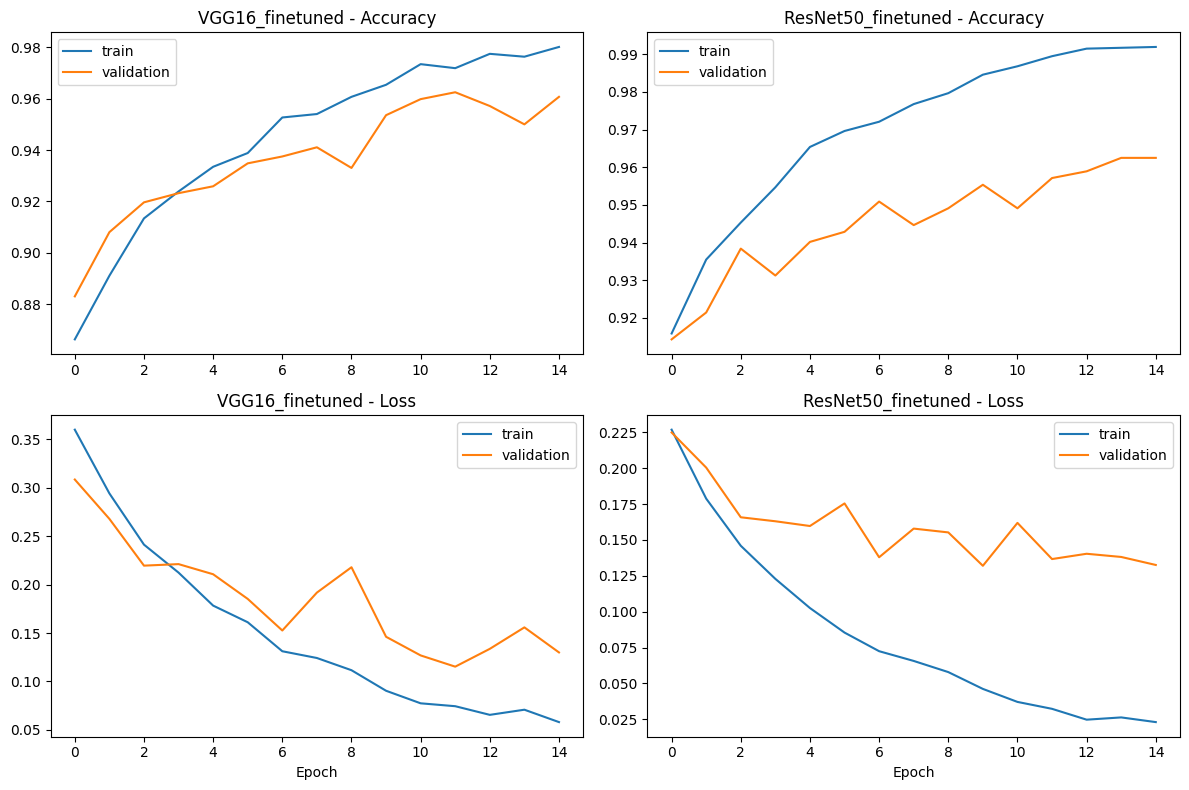 VGG16_finetuned - Accuracy
train
validation
0.98
0.96
0.94
0.92
0.90
0.88
0 2 4 6 8 10 12 14
ResNet50_finetuned - Accuracy
train
validation
0.99
0.98
0.97
0.96
0.95
0.94
0.93
0.92
0 2 4 6 8 10 12 14
VGG16_finetuned - Loss
train
validation
0.35
0.30
0.25
0.20
0.15
0.10
0.05
0 2 4 6 8 10 12 14
Epoch
ResNet50_finetuned - Loss
train
validation
0.225
0.200
0.175
0.150
0.125
0.100
0.075
0.050
0.025
0 2 4 6 8 10 12 14
Epoch